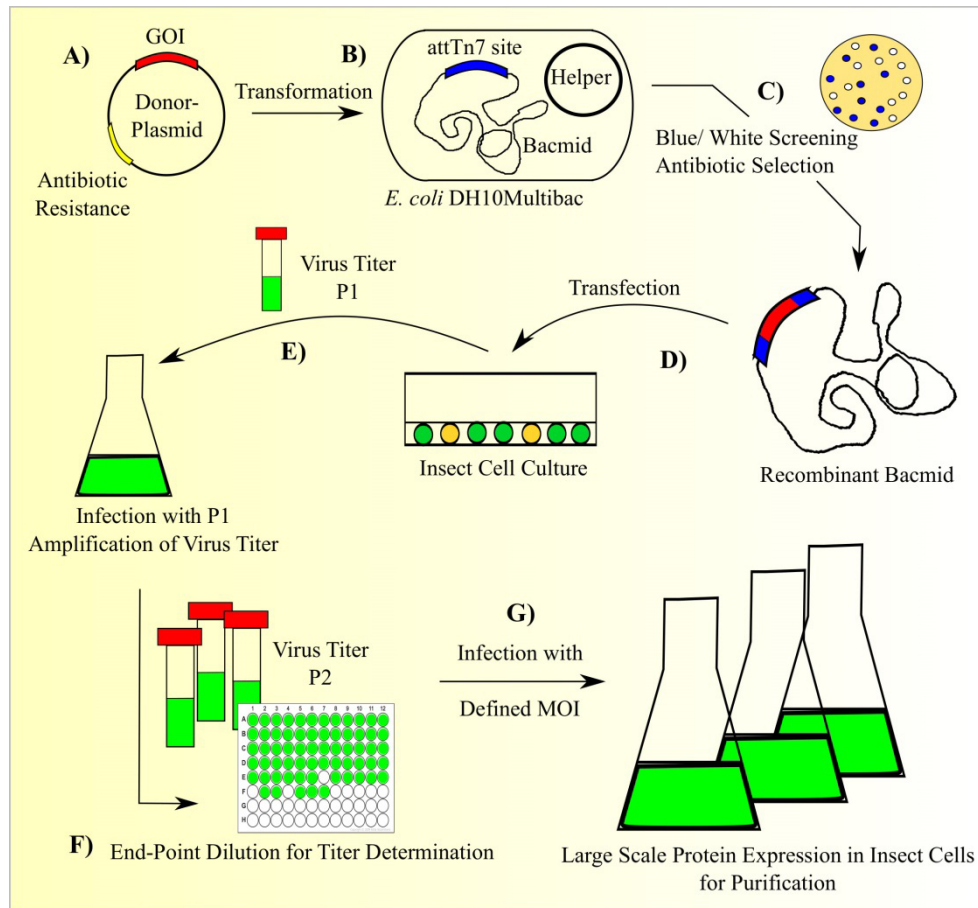 A)
GOI
Donor-
Plasmid
Antibiotic
Resistance
Transformation
B)
attTn7 site
Helper
Bacmid
E. coli DH10Multibac
C)
Blue/ White Screening
Antibiotic Selection
Virus Titer
P1
Transfection
E)
D)
Insect Cell Culture
Recombinant Bacmid
Infection with P1
Amplification of Virus Titer
Virus Titer
P2
1 2 3 4 5 6 7 8 9 10 11 12
A
B
C
D
E
F
G
H
F)
End-Point Dilution for Titer Determination
G)
Infection with
Defined MOI
Large Scale Protein Expression in Insect Cells
for Purification